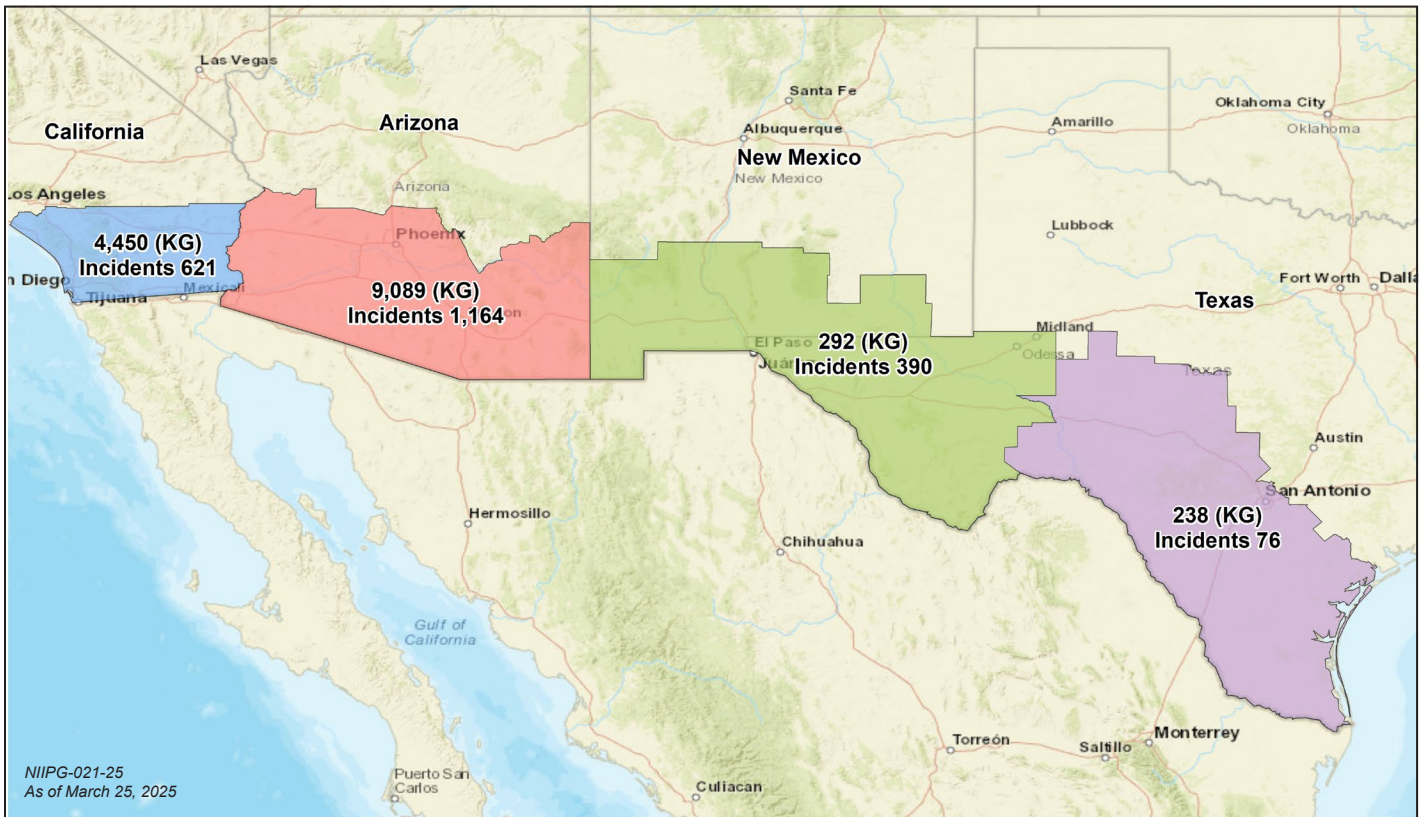 Las Vegas
Santa Fe
Oklahoma City
California
Arizona
Albuquerque
Amarillo
Oklahoma
New Mexico
New Mexico
Arizona
Los Angeles
Lubbock
Phoenix
4,450 (KG)
Incidents 621
n Diego
Tijuana
Mexicali
Fort Worth
Dalla
9,089 (KG)
Incidents 1,164
on
Texas
Midland
Odessa
El Paso
Juár
292 (KG)
Incidents 390
Texas
Austin
San Antonio
Hermosillo
238 (KG)
Incidents 76
Chihuahua
Gulf of
California
Monterrey
Torreón
Saltillo
NIIPG-021-25
As of March 25, 2025
Puerto San
Carlos
Culiacan